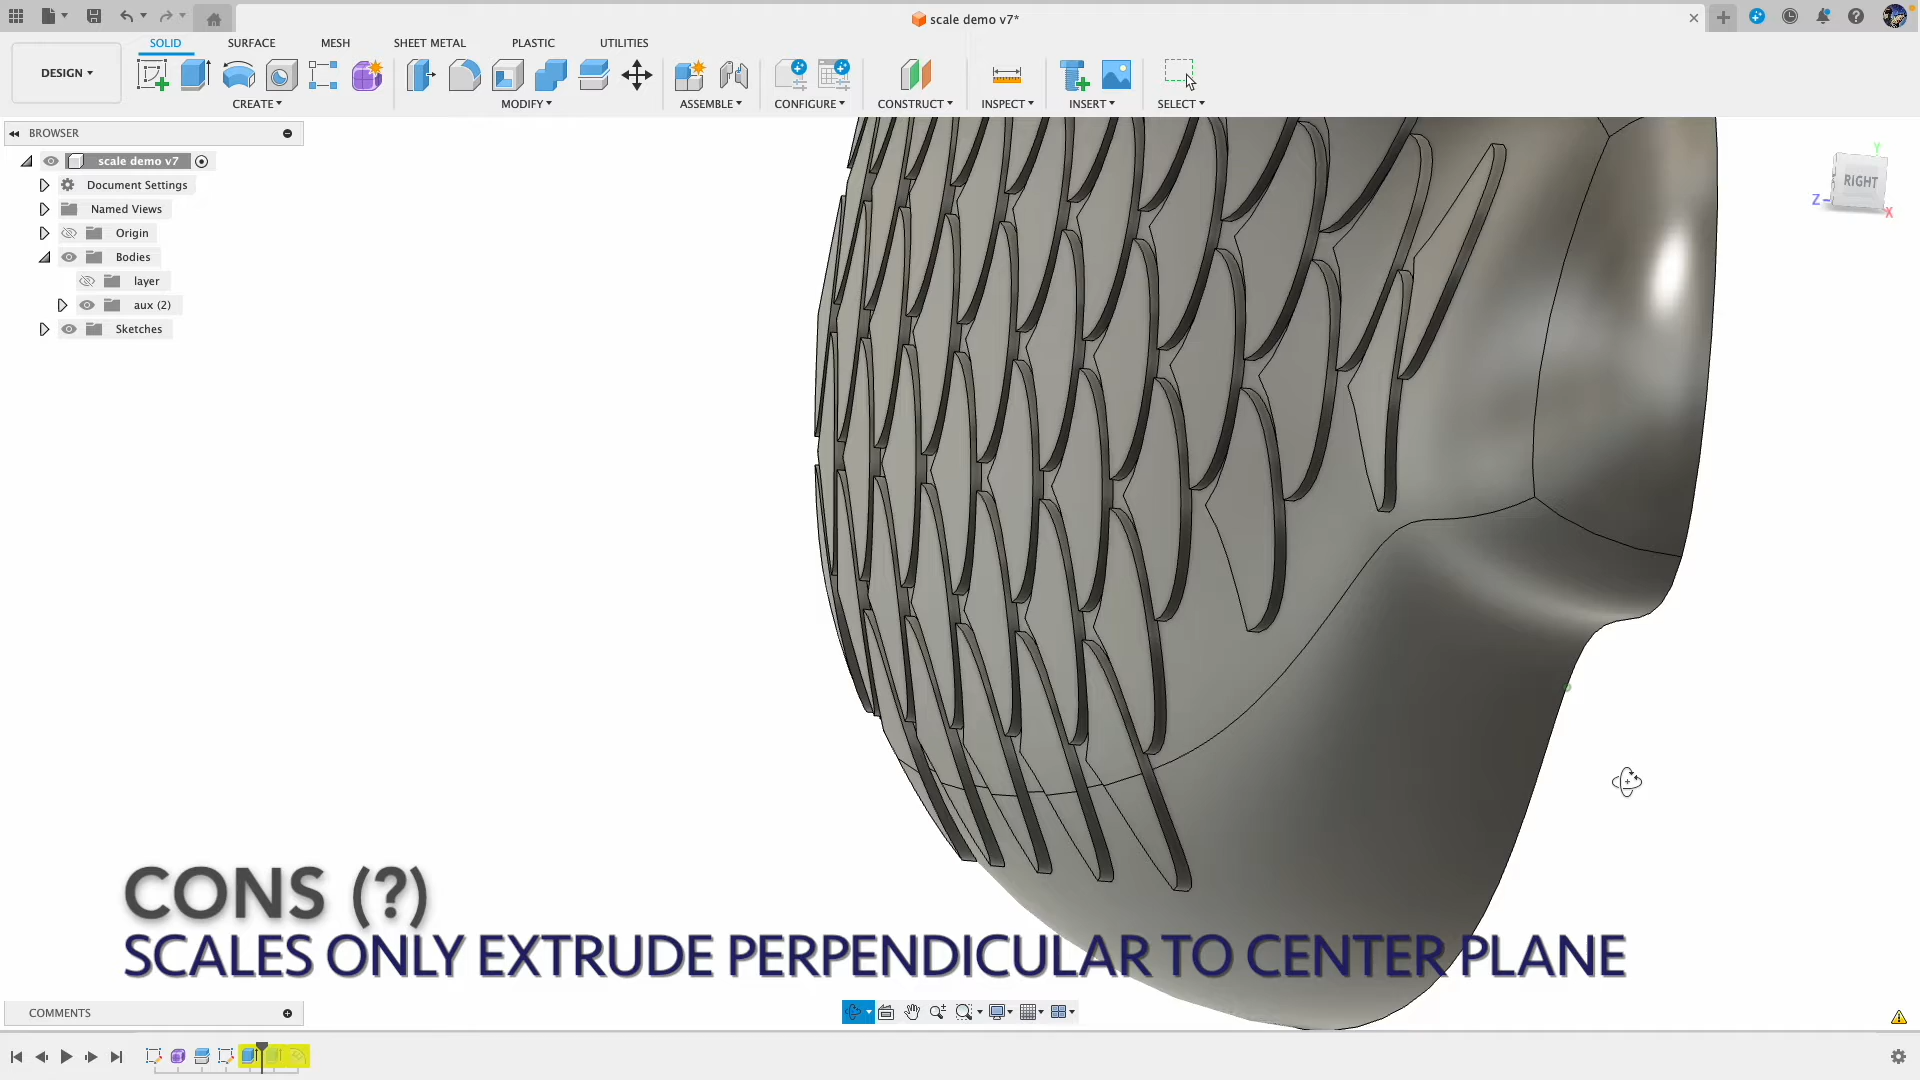 scale demo v7*
SOLID
SURFACE
MESH
SHEET METAL
PLASTIC
UTILITIES
DESIGN
CREATE
MODIFY
ASSEMBLE
CONFIGURE
CONSTRUCT
INSPECT
INSERT
SELECT
BROWSER
scale demo v7
Document Settings
Named Views
Origin
Bodies
layer
aux (2)
Sketches
Y
RIGHT
Z
X
CONS (?)
SCALES ONLY EXTRUDE PERPENDICULAR TO CENTER PLANE
COMMENTS